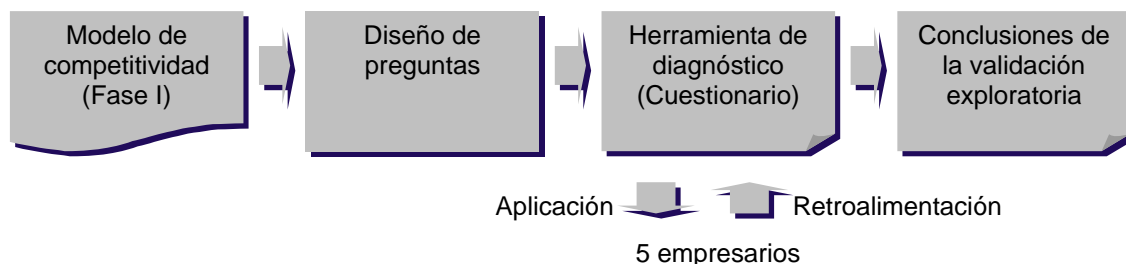 Modelo de
competitividad
(Fase I)
Diseño de
preguntas
Herramienta de
diagnóstico
(Cuestionario)
Conclusiones de
la validación
exploratoria
Aplicación
Retroalimentación
5 empresarios